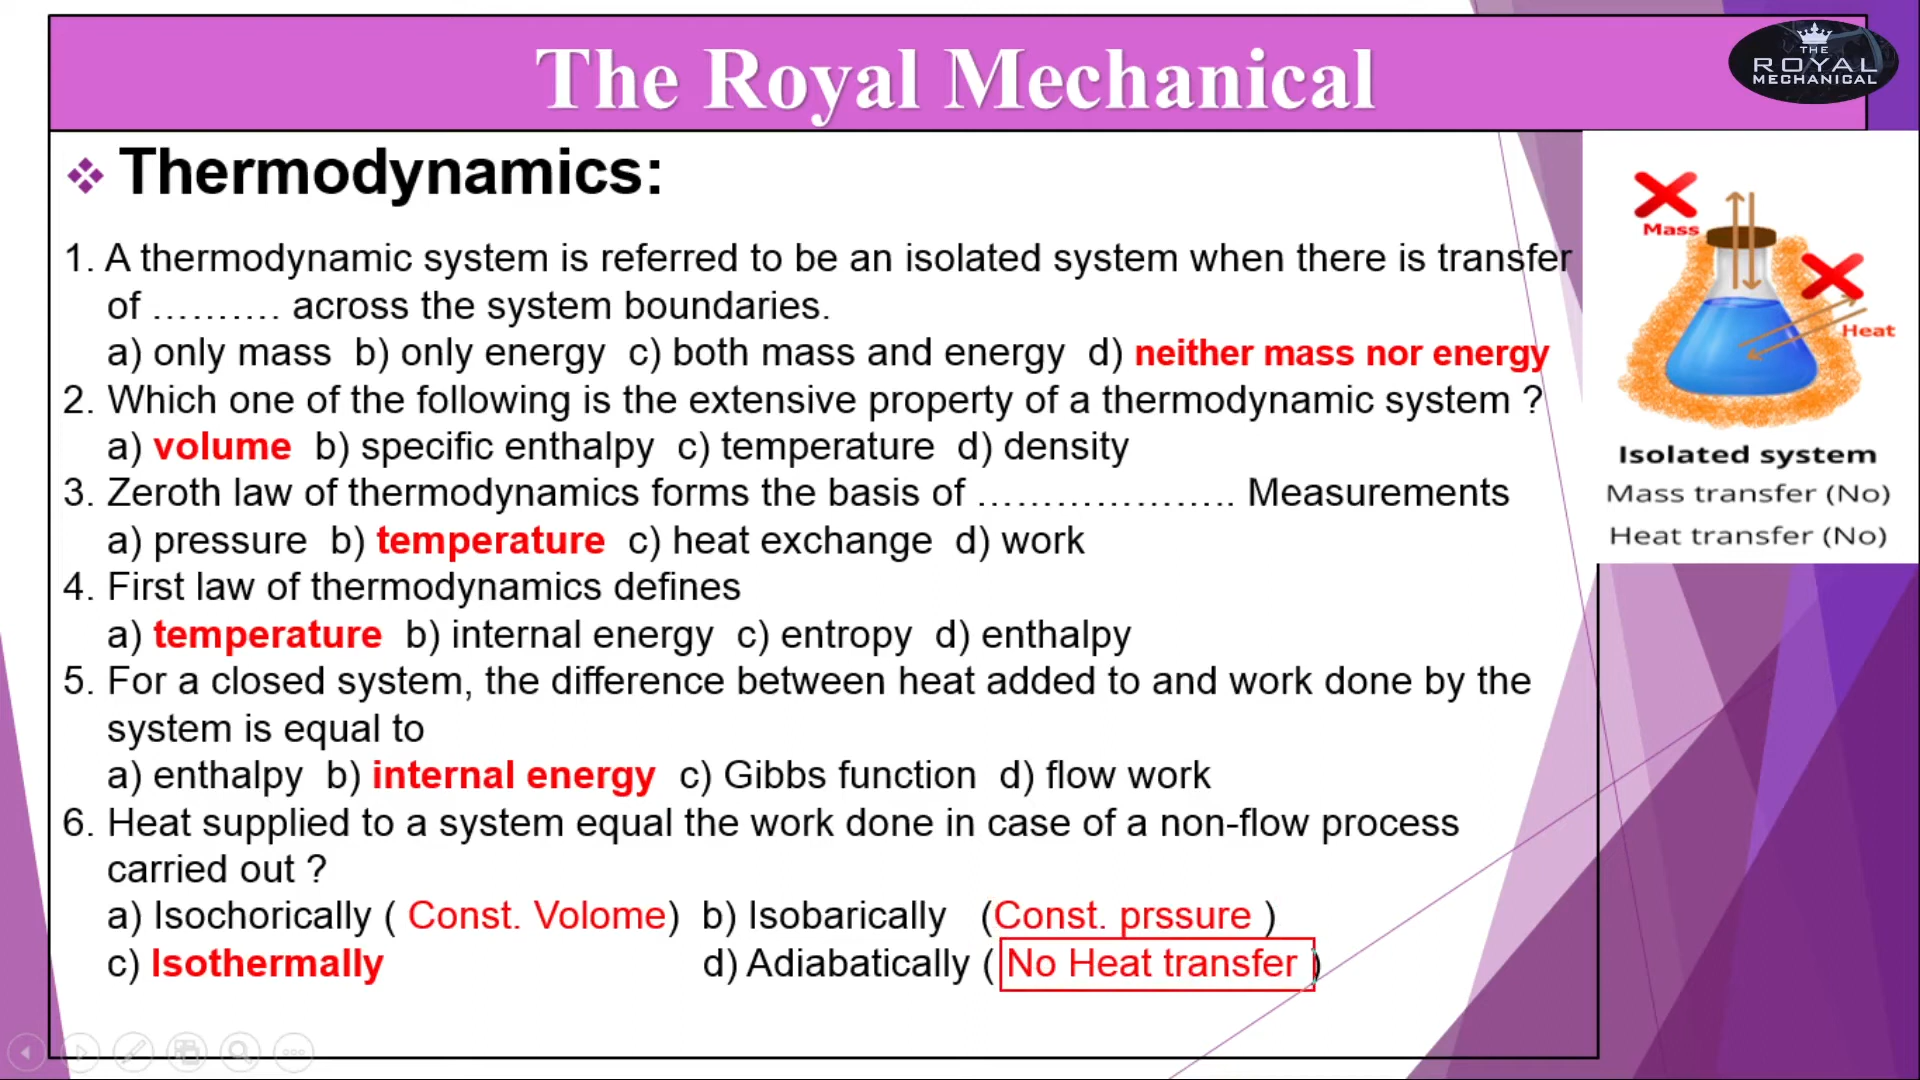 The Royal Mechanical
THE
ROYAL
MECHANICAL
❖ Thermodynamics:
1. A thermodynamic system is referred to be an isolated system when there is transfer
of ………. across the system boundaries.
a) only mass b) only energy c) both mass and energy d) neither mass nor energy
2. Which one of the following is the extensive property of a thermodynamic system ?
a) volume b) specific enthalpy c) temperature d) density
3. Zeroth law of thermodynamics forms the basis of ……………….. Measurements
a) pressure b) temperature c) heat exchange d) work
4. First law of thermodynamics defines
a) temperature b) internal energy c) entropy d) enthalpy
5. For a closed system, the difference between heat added to and work done by the
system is equal to
a) enthalpy b) internal energy c) Gibbs function d) flow work
6. Heat supplied to a system equal the work done in case of a non-flow process
carried out ?
a) Isochorically ( Const. Volome) b) Isobarically (Const. prssure )
c) Isothermally d) Adiabatically ( No Heat transfer )
Mass
Heat
Isolated system
Mass transfer (No)
Heat transfer (No)